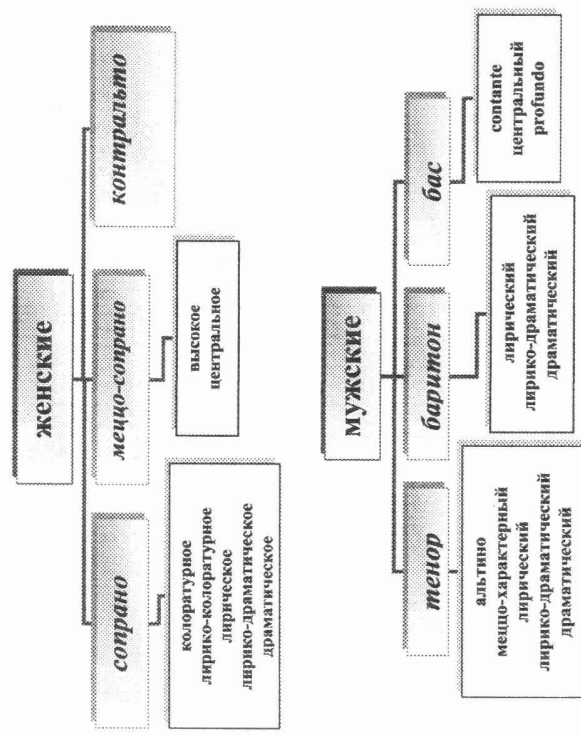 женские
сопрано
меццо-сопрано
контральто
колоратурное
лирико-колоратурное
лирическое
лирико-драматическое
драматическое
высокое
центральное
мужские
тенор
баритон
бас
альтино
меццо-характерный
лирический
лирико-драматический
драматический
лирический
лирико-драматический
драматический
contante
центральный
profundo